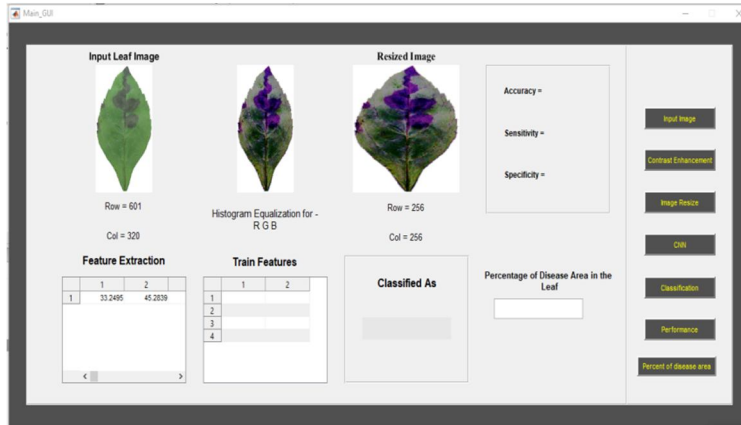 Main_GUI
Input Leaf Image
Resized Image
Row = 601
Col = 320
Histogram Equalization for -
R G B
Row = 256
Col = 256
Accuracy =
Sensitivity =
Specificity =
Input Image
Contrast Enhancement
Image Resize
CNN
Classification
Performance
Percent of disease area
Feature Extraction
1 2
1 33.2495 45.2839
Train Features
1 2
1
2
3
4
Classified As
Percentage of Disease Area in the
Leaf